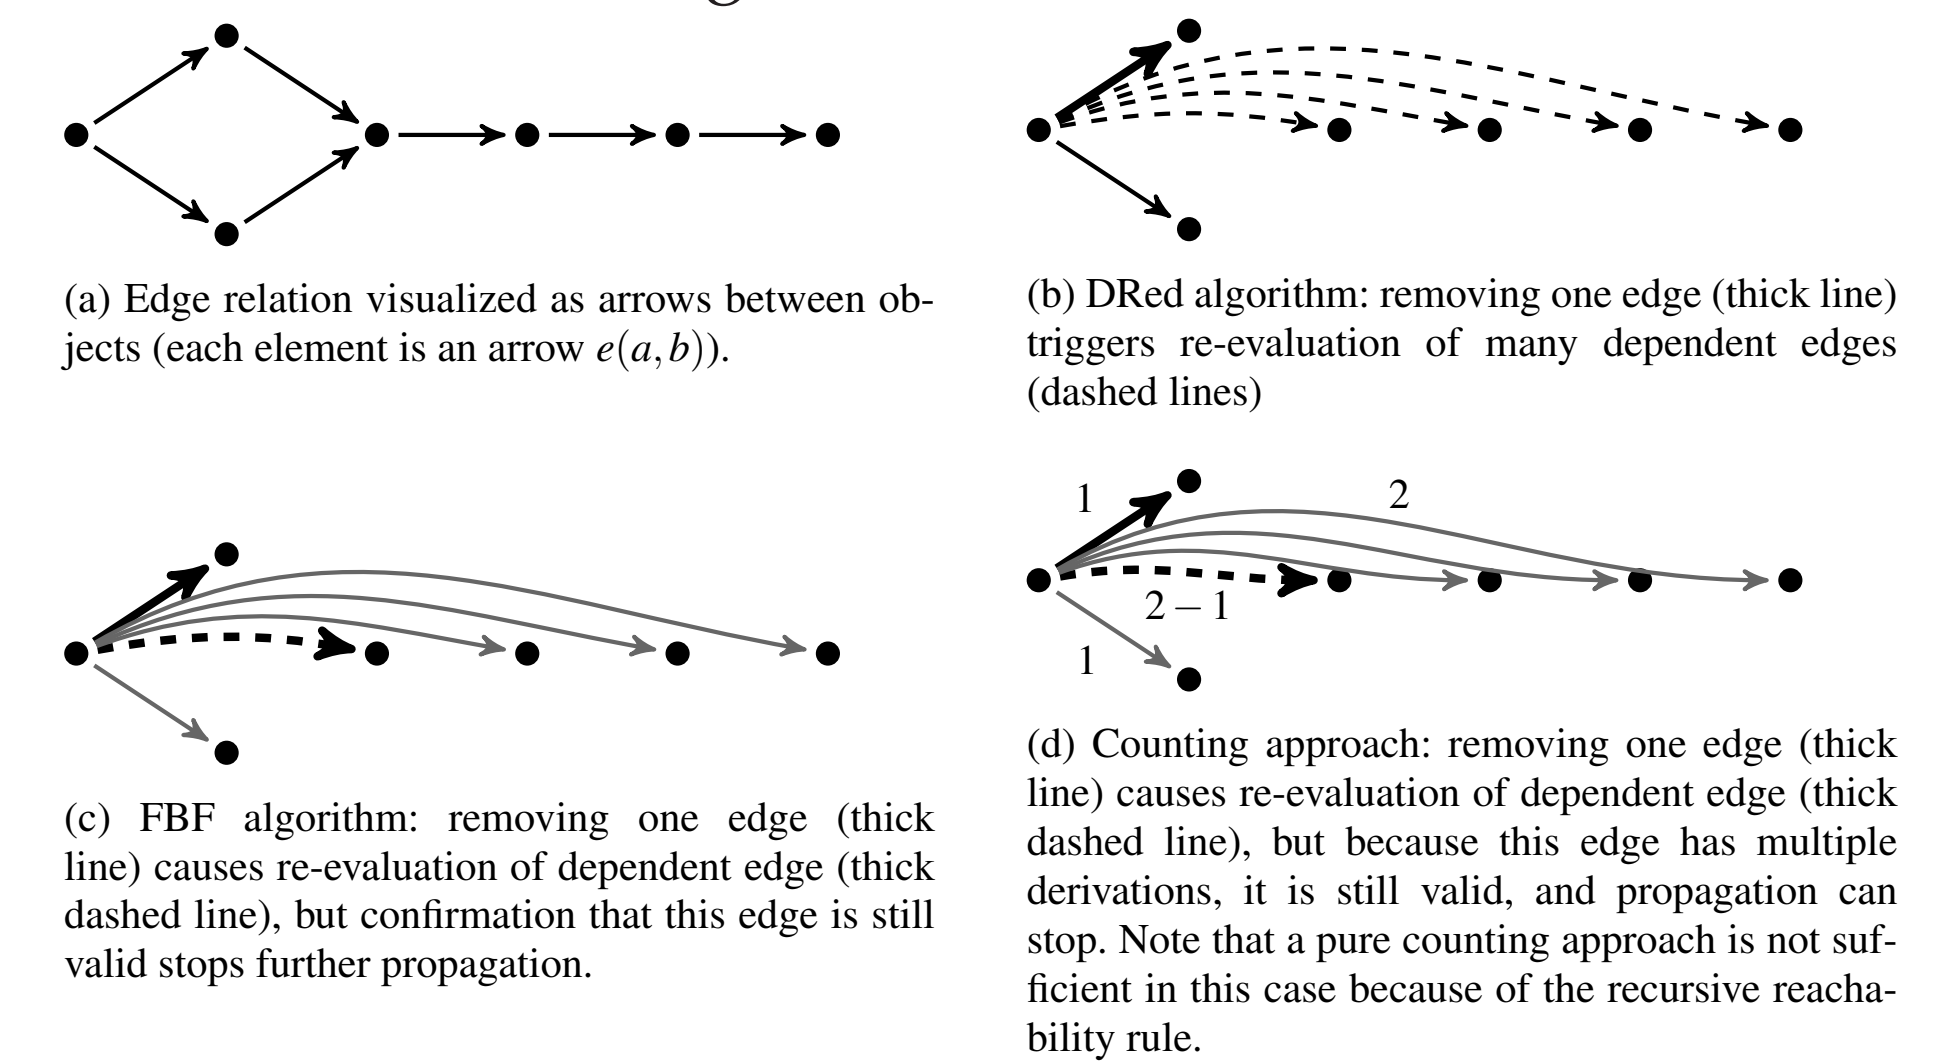 (a) Edge relation visualized as arrows between ob-
jects (each element is an arrow e(a,b)).
(b) DRed algorithm: removing one edge (thick line)
triggers re-evaluation of many dependent edges
(dashed lines)
(c) FBF algorithm: removing one edge (thick
line) causes re-evaluation of dependent edge (thick
dashed line), but confirmation that this edge is still
valid stops further propagation.
1
2
2 − 1
1
(d) Counting approach: removing one edge (thick
line) causes re-evaluation of dependent edge (thick
dashed line), but because this edge has multiple
derivations, it is still valid, and propagation can
stop. Note that a pure counting approach is not suf-
ficient in this case because of the recursive reacha-
bility rule.